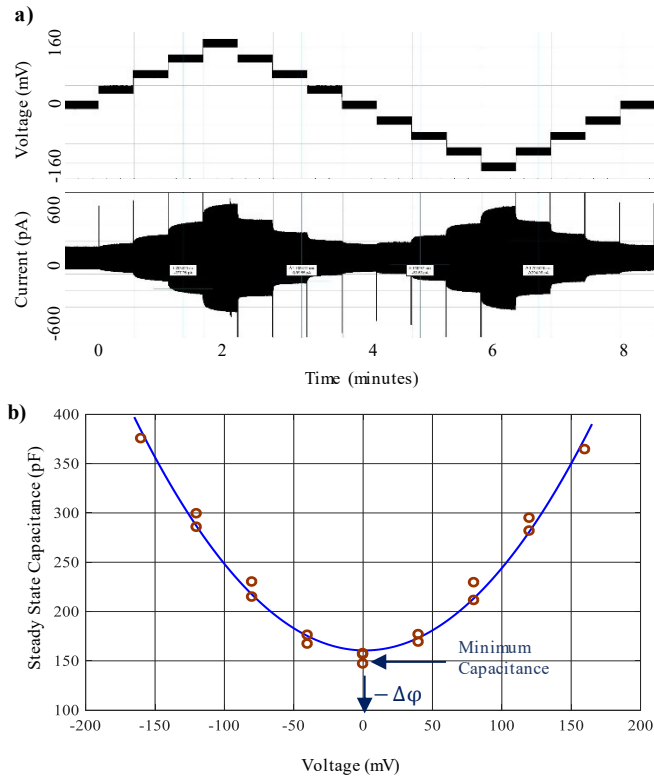 a)
Voltage (mV)
160
0
-160
Current (pA)
600
0
-600
0 2 4 6 8
Time (minutes)
b)
Steady State Capacitance (pF)
400
350
300
250
200
150
100
Minimum
Capacitance
− Δφ
-200 -150 -100 -50 0 50 100 150 200
Voltage (mV)